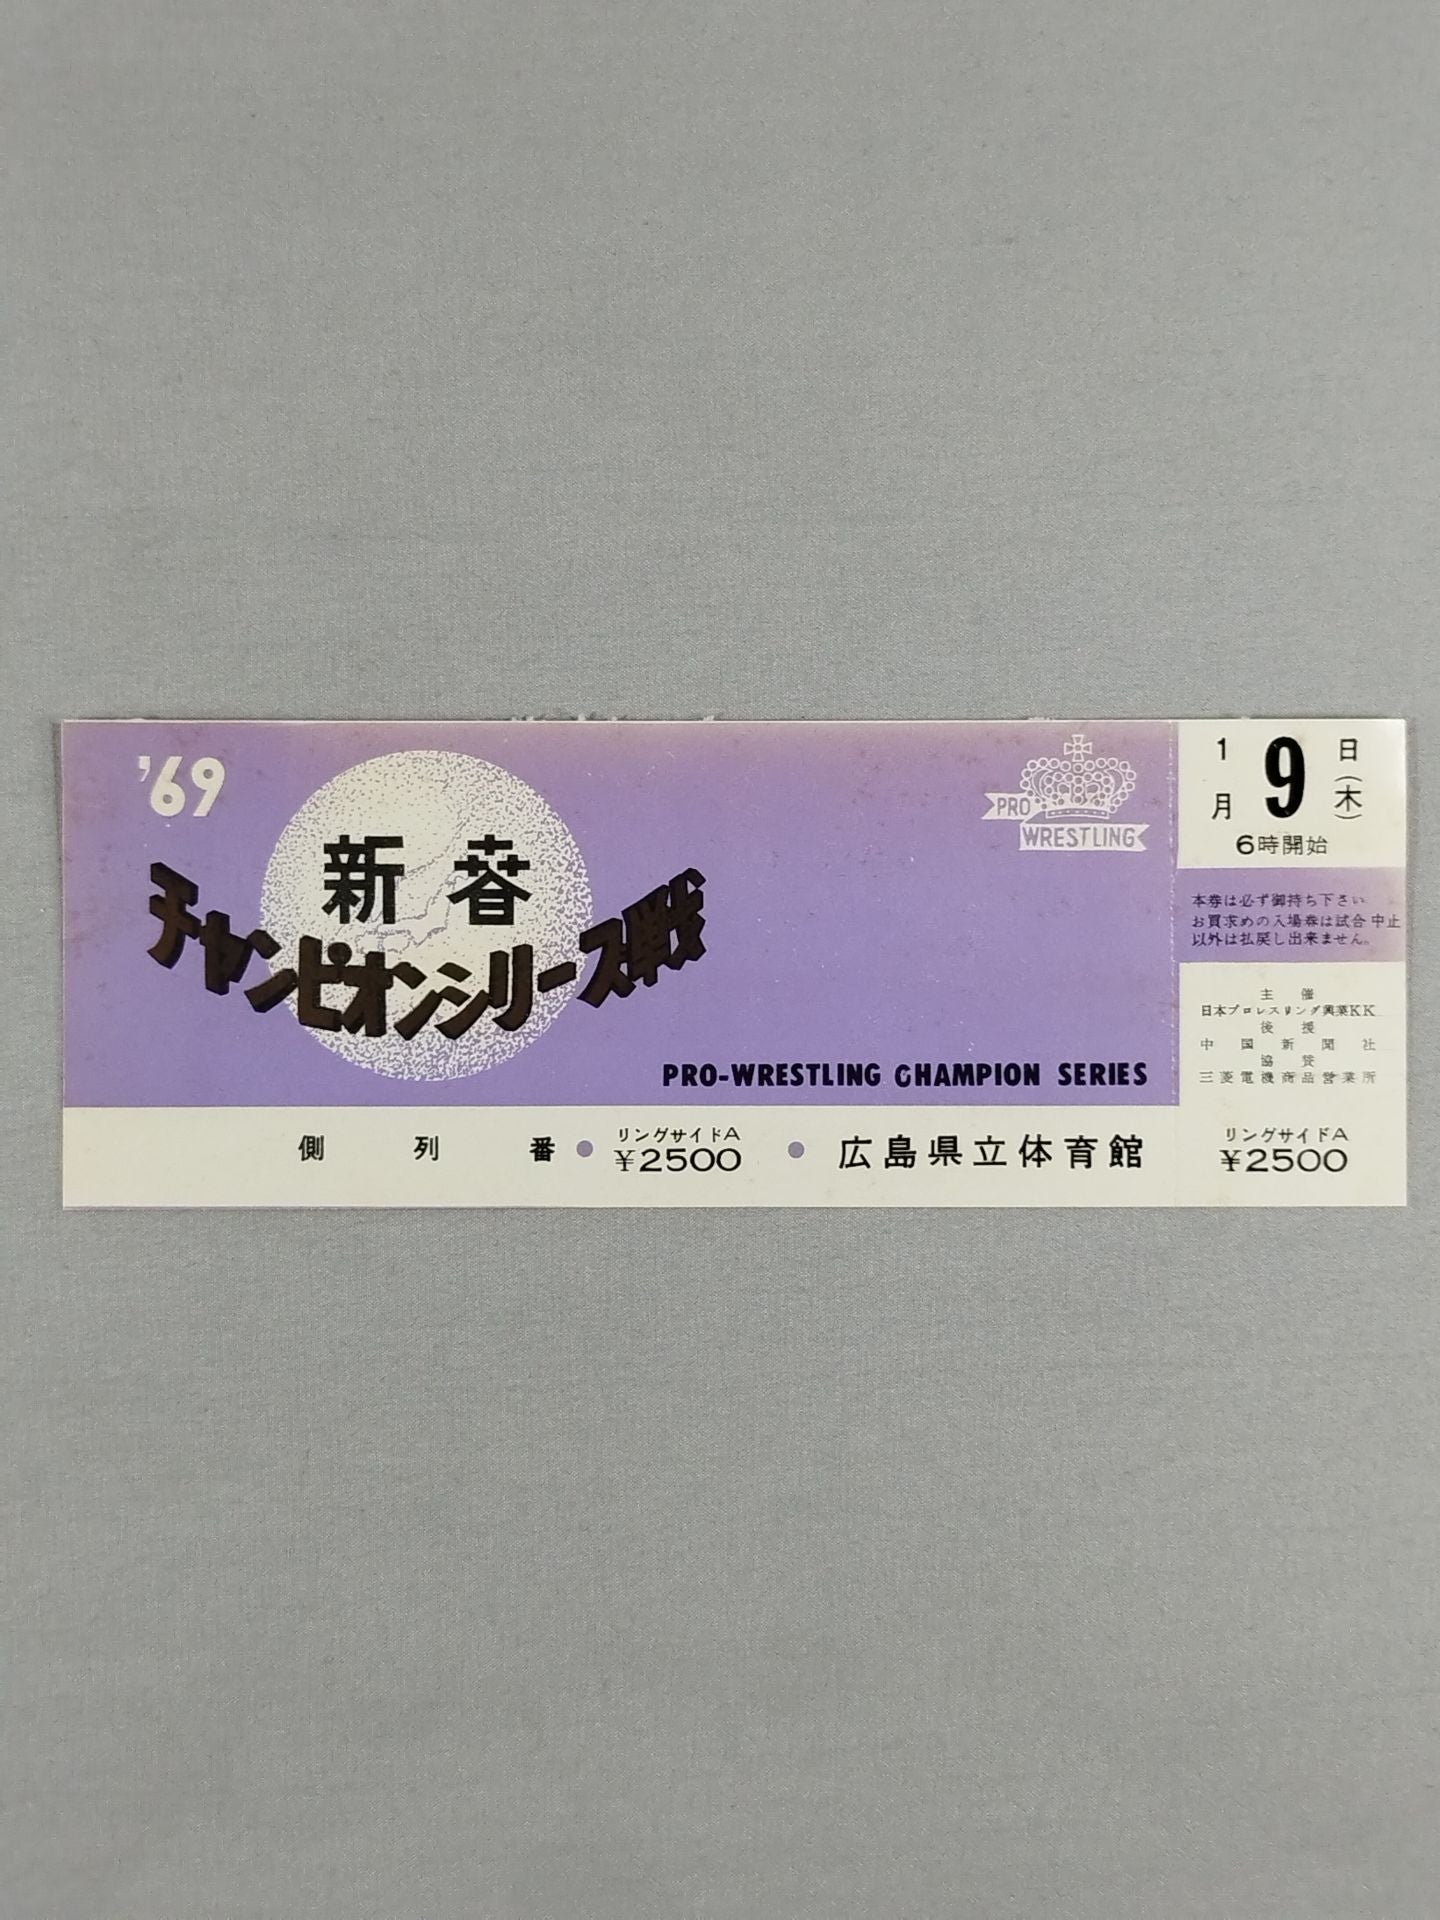 '69
新春
チャンピオンシリーズ戦
PRO
WRESTLING
PRO-WRESTLING CHAMPION SERIES
側 列 番 ● リングサイドA ¥2500 ● 広島県立体育館
1月9日(木)
6時開始
本券は必ず御持ち下さい
お買求めの入場券は試合中止
以外は払戻し出来ません。
主催
日本プロレスリング興業KK
後援
中国新聞社
協賛
三菱電機商品営業所
リングサイドA
¥2500